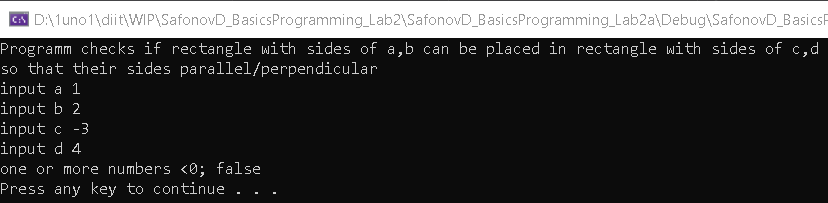 D:\1uno1\diit\WIP\SafonovD_BasicsProgramming_Lab2\SafonovD_BasicsProgramming_Lab2a\Debug\SafonovD_BasicsP
Programm checks if rectangle with sides of a,b can be placed in rectangle with sides of c,d
so that their sides parallel/perpendicular
input a 1
input b 2
input c -3
input d 4
one or more numbers <0; false
Press any key to continue . . .